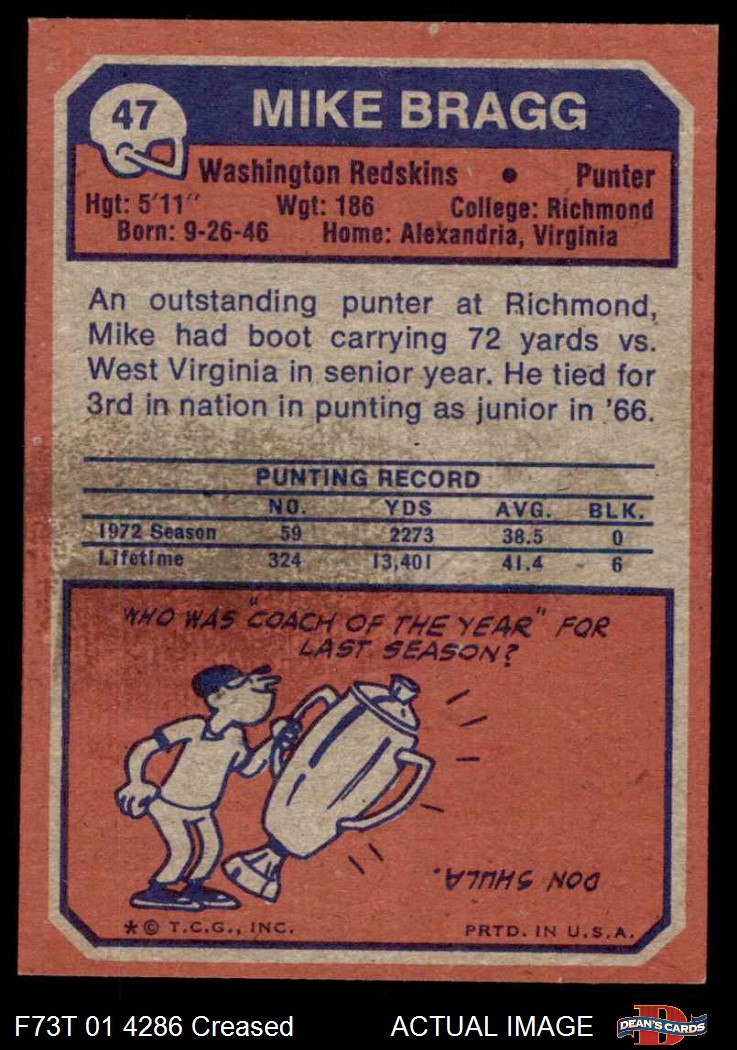 47
MIKE BRAGG
Washington Redskins • Punter
Hgt: 5'11" Wgt: 186 College: Richmond
Born: 9-26-46 Home: Alexandria, Virginia
An outstanding punter at Richmond,
Mike had boot carrying 72 yards vs.
West Virginia in senior year. He tied for
3rd in nation in punting as junior in '66.
PUNTING RECORD
NO. YDS AVG. BLK.
1972 Season 59 2273 38.5 0
Lifetime 324 13,401 41.4 6
WHO WAS "COACH OF THE YEAR" FOR
LAST SEASON?
DON SHULA.
*© T.C.G., INC. PRTD. IN U.S.A.
F73T 01 4286 Creased ACTUAL IMAGE
D
DEAN'S CARDS